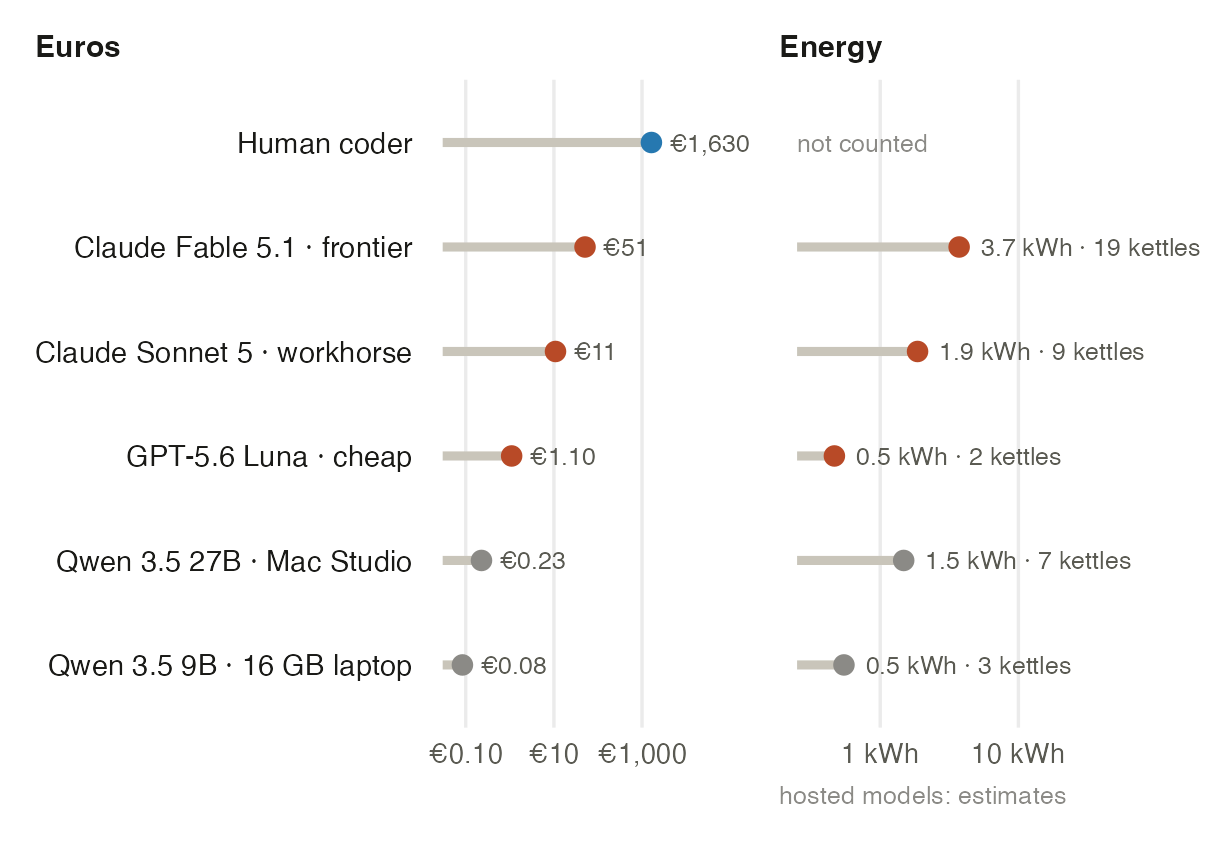 Euros
Energy
Human coder €1,630 not counted
Claude Fable 5.1 · frontier €51 3.7 kWh · 19 kettles
Claude Sonnet 5 · workhorse €11 1.9 kWh · 9 kettles
GPT-5.6 Luna · cheap €1.10 0.5 kWh · 2 kettles
Qwen 3.5 27B · Mac Studio €0.23 1.5 kWh · 7 kettles
Qwen 3.5 9B · 16 GB laptop €0.08 0.5 kWh · 3 kettles
€0.10 €10 €1,000 1 kWh 10 kWh
hosted models: estimates